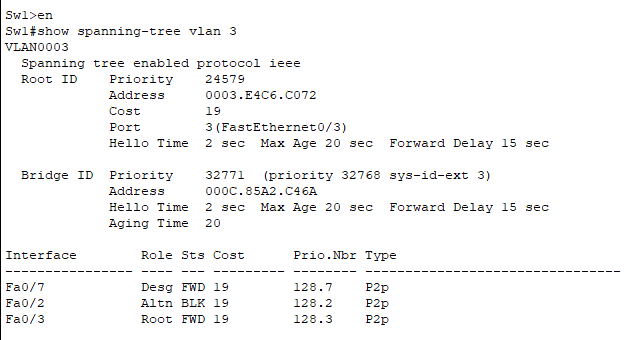 Sw1>en
Sw1#show spanning-tree vlan 3
VLAN0003
  Spanning tree enabled protocol ieee
  Root ID    Priority    24579
             Address     0003.E4C6.C072
             Cost        19
             Port        3(FastEthernet0/3)
             Hello Time  2 sec  Max Age 20 sec  Forward Delay 15 sec

  Bridge ID  Priority    32771  (priority 32768 sys-id-ext 3)
             Address     000C.85A2.C46A
             Hello Time  2 sec  Max Age 20 sec  Forward Delay 15 sec
             Aging Time  20

Interface        Role Sts Cost      Prio.Nbr Type
---------------- ---- --- --------- -------- --------------------------------
Fa0/7            Desg FWD 19        128.7    P2p
Fa0/2            Altn BLK 19        128.2    P2p
Fa0/3            Root FWD 19        128.3    P2p